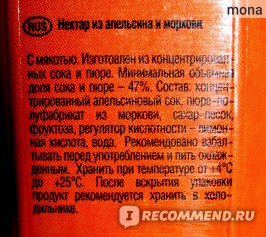 mona
RUS Нектар из апельсина и моркови
С мякотью. Изготовлен из концентрирован-
ных сока и пюре. Минимальная объемная
доля сока и пюре – 47%. Состав: концен-
трированный апельсиновый сок, пюре-по-
луфабрикат из моркови, сахар-песок,
фруктоза, регулятор кислотности – лимон-
ная кислота, вода. Рекомендовано взбал-
тывать перед употреблением и пить охлаж-
денным. Хранить при температуре от +4°С
до +25°С. После вскрытия упаковки
продукт рекомендуется хранить в холо-
дильнике.
IRECOMMEND.RU